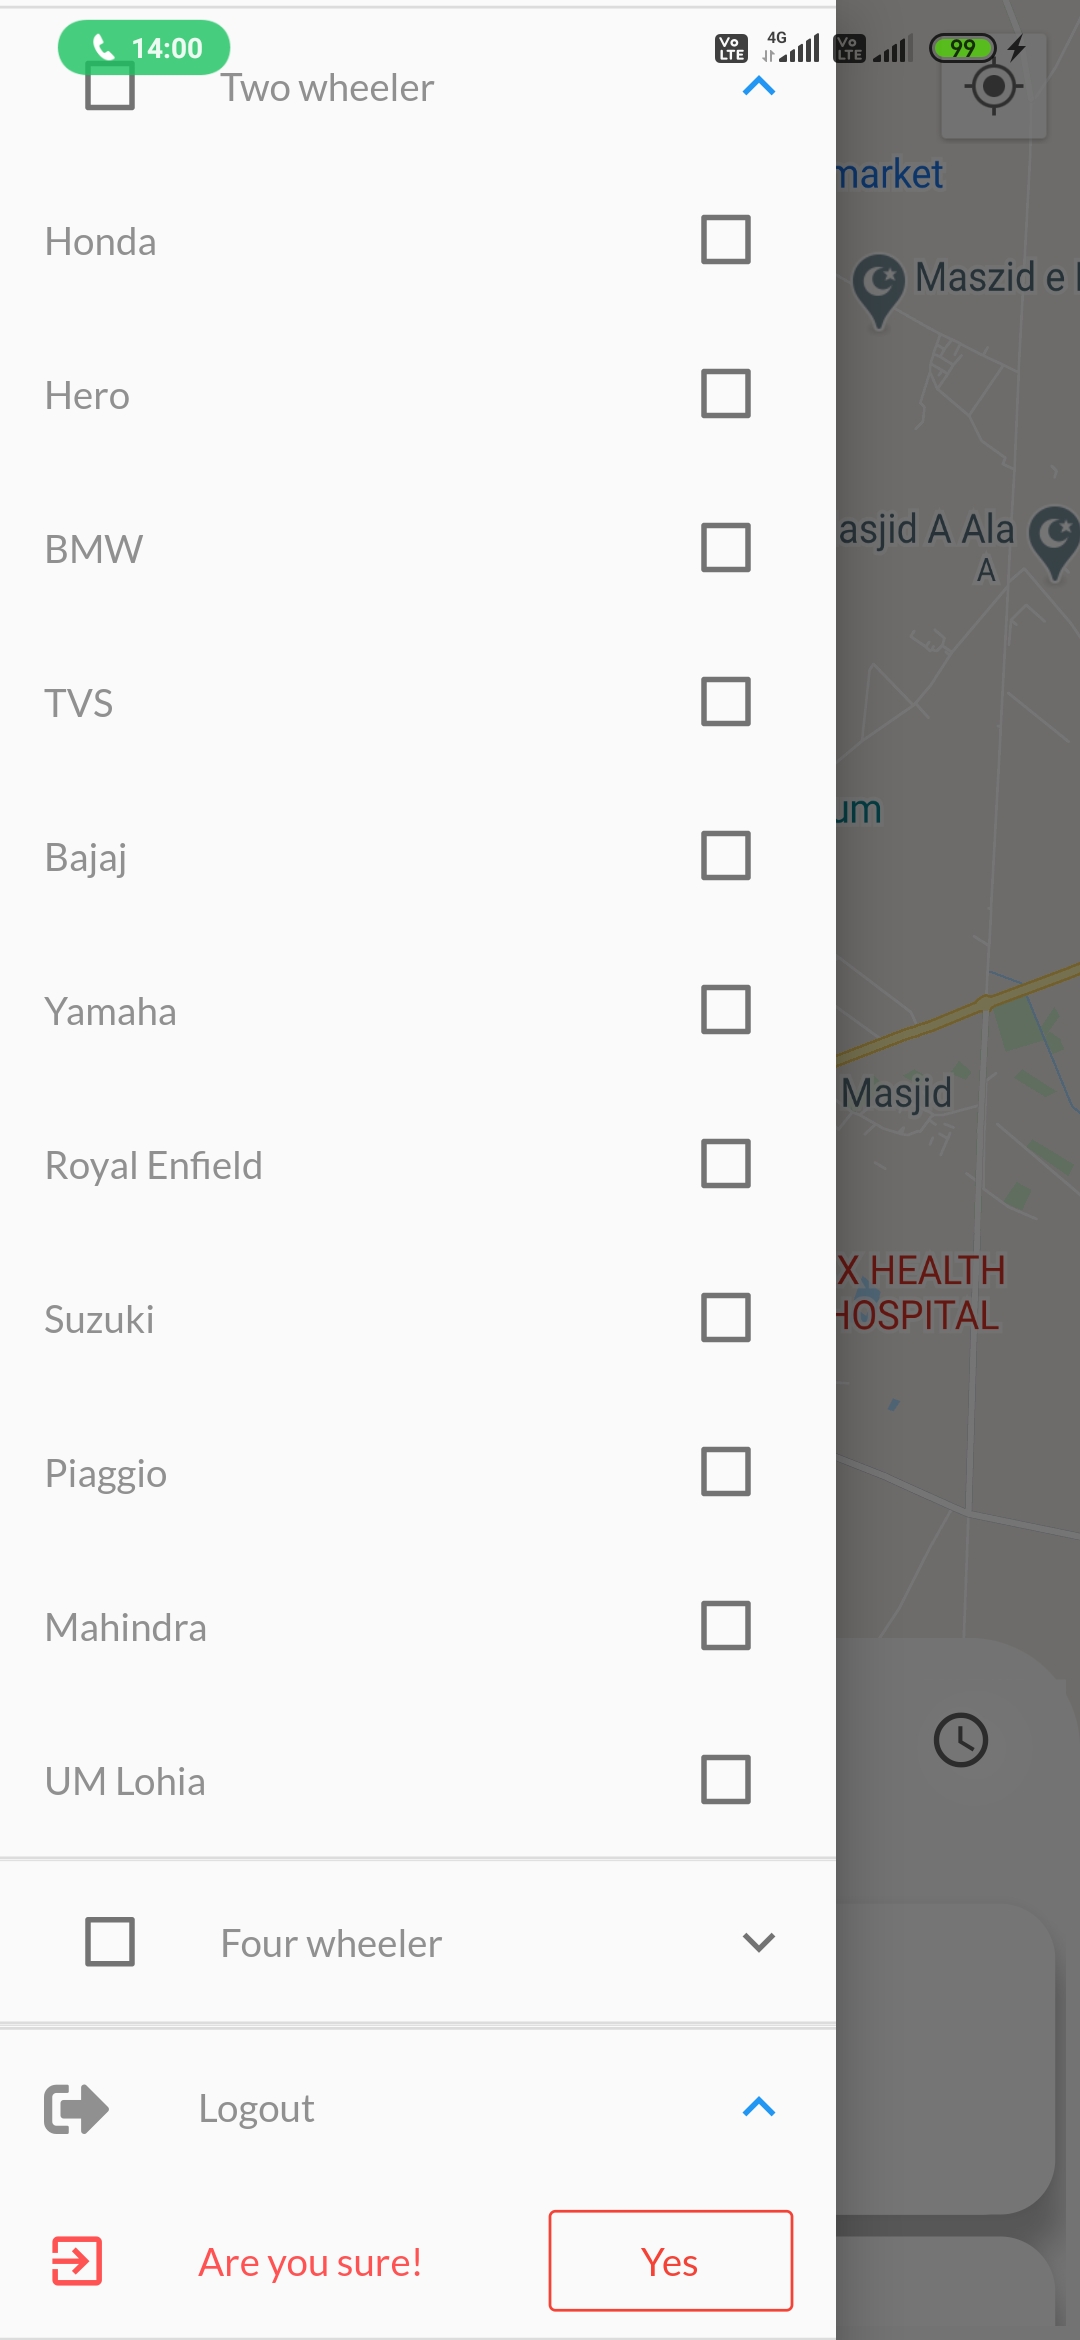 14:00
Vo LTE
4G
Vo LTE
99
Two wheeler
market
Honda
Maszid e
Hero
BMW
asjid A Ala
A
TVS
um
Bajaj
Yamaha
Masjid
Royal Enfield
X HEALTH
HOSPITAL
Suzuki
Piaggio
Mahindra
UM Lohia
Four wheeler
Logout
Are you sure!
Yes